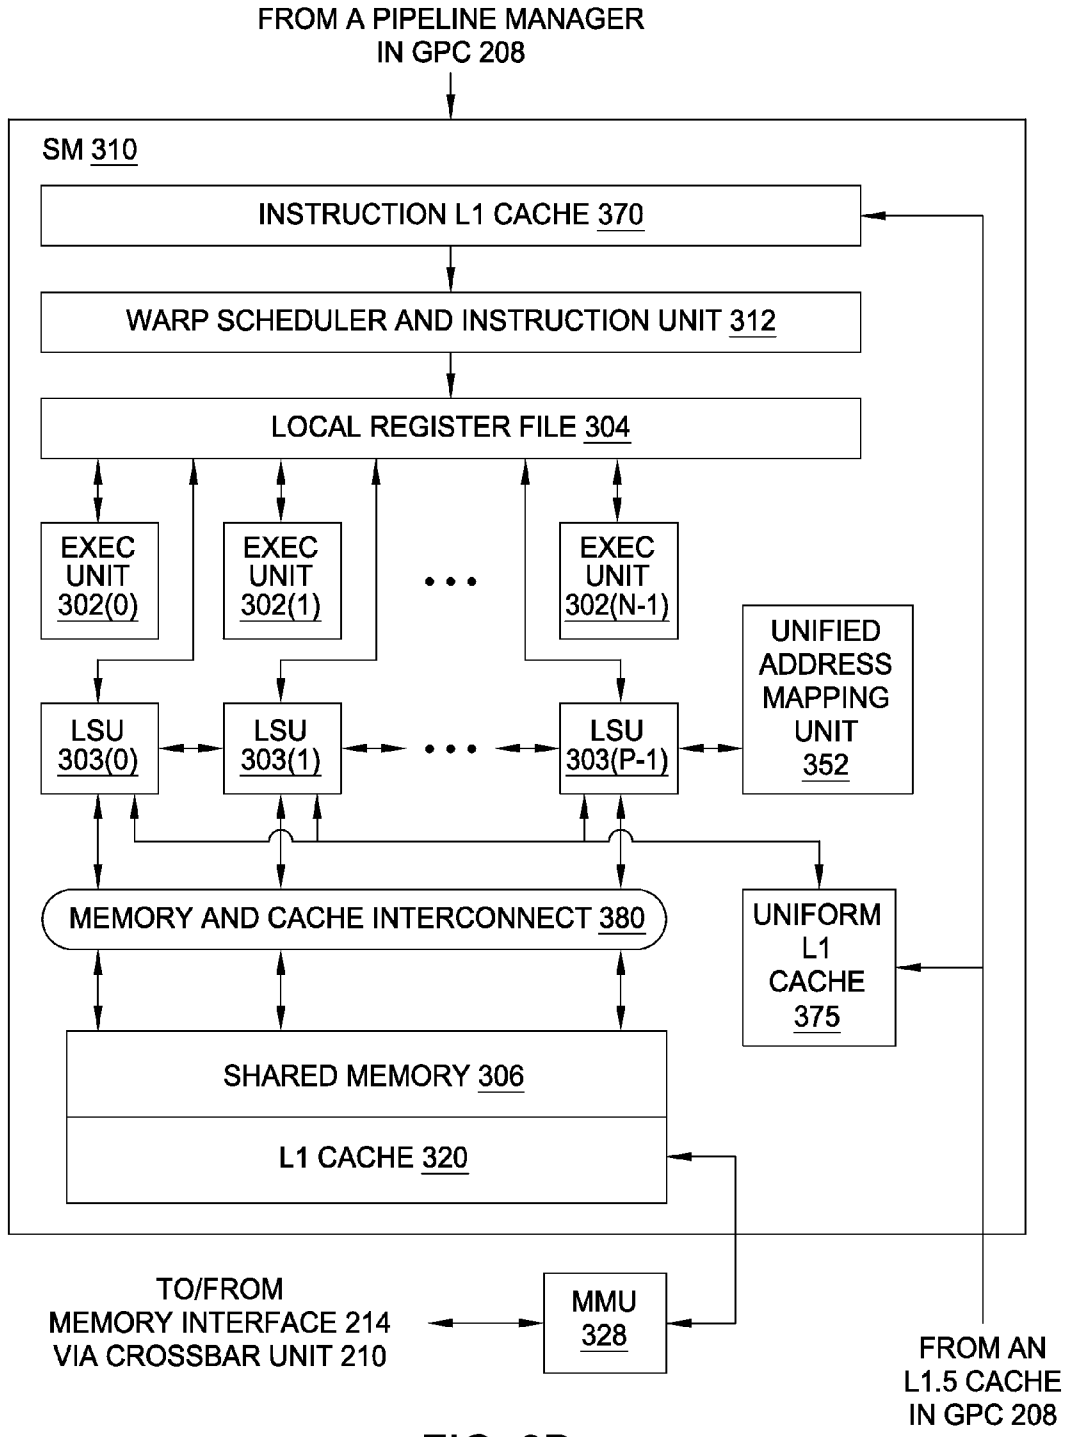 FROM A PIPELINE MANAGER
IN GPC 208
SM 310
INSTRUCTION L1 CACHE 370
WARP SCHEDULER AND INSTRUCTION UNIT 312
LOCAL REGISTER FILE 304
EXEC
UNIT
302(0)
EXEC
UNIT
302(1)
EXEC
UNIT
302(N-1)
UNIFIED
ADDRESS
MAPPING
UNIT
352
LSU
303(0)
LSU
303(1)
LSU
303(P-1)
MEMORY AND CACHE INTERCONNECT 380
UNIFORM
L1
CACHE
375
SHARED MEMORY 306
L1 CACHE 320
TO/FROM
MEMORY INTERFACE 214
VIA CROSSBAR UNIT 210
MMU
328
FROM AN
L1.5 CACHE
IN GPC 208